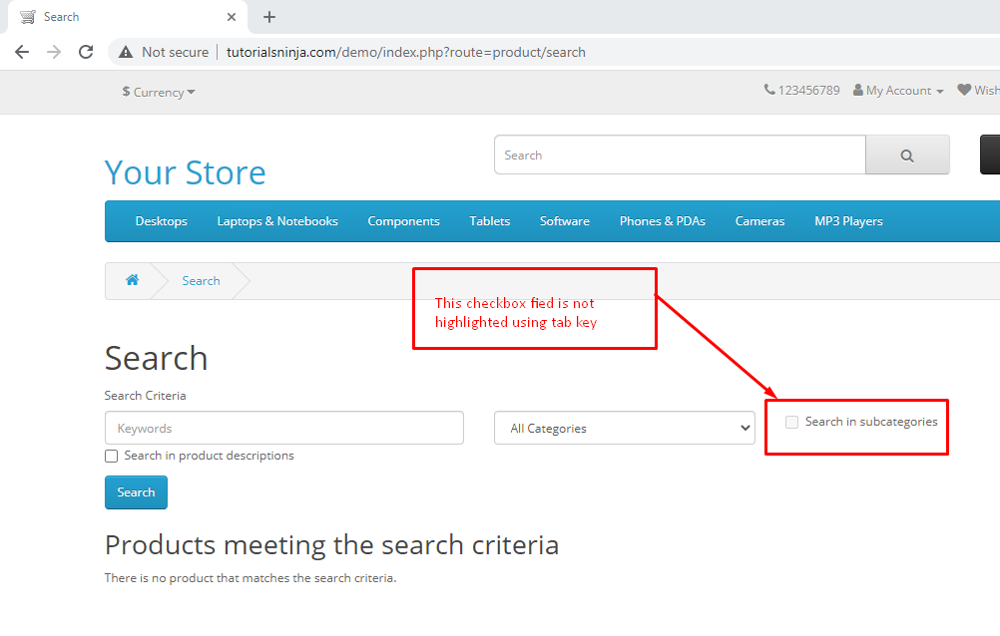 Search
Not secure
tutorialsninja.com/demo/index.php?route=product/search
$ Currency
123456789
My Account
Wish
Search
Your Store
Desktops
Laptops & Notebooks
Components
Tablets
Software
Phones & PDAs
Cameras
MP3 Players
Search
This checkbox fied is not
highlighted using tab key
Search
Search Criteria
Keywords
All Categories
Search in subcategories
Search in product descriptions
Search
Products meeting the search criteria
There is no product that matches the search criteria.